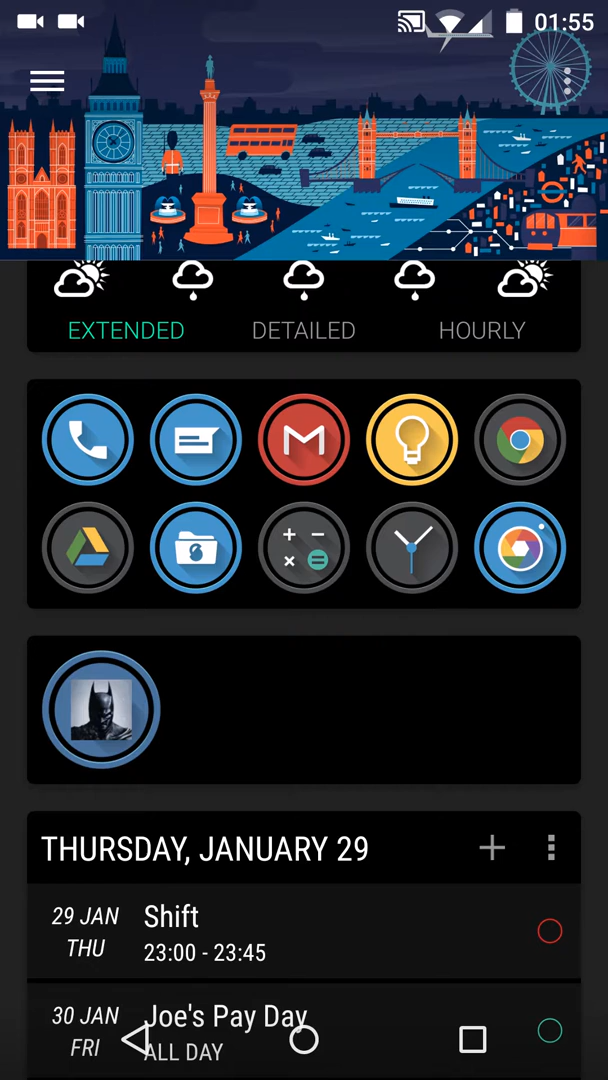 01:55
EXTENDED DETAILED HOURLY
THURSDAY, JANUARY 29
29 JAN
THU
Shift
23:00 - 23:45
30 JAN
FRI
Joe's Pay Day
ALL DAY